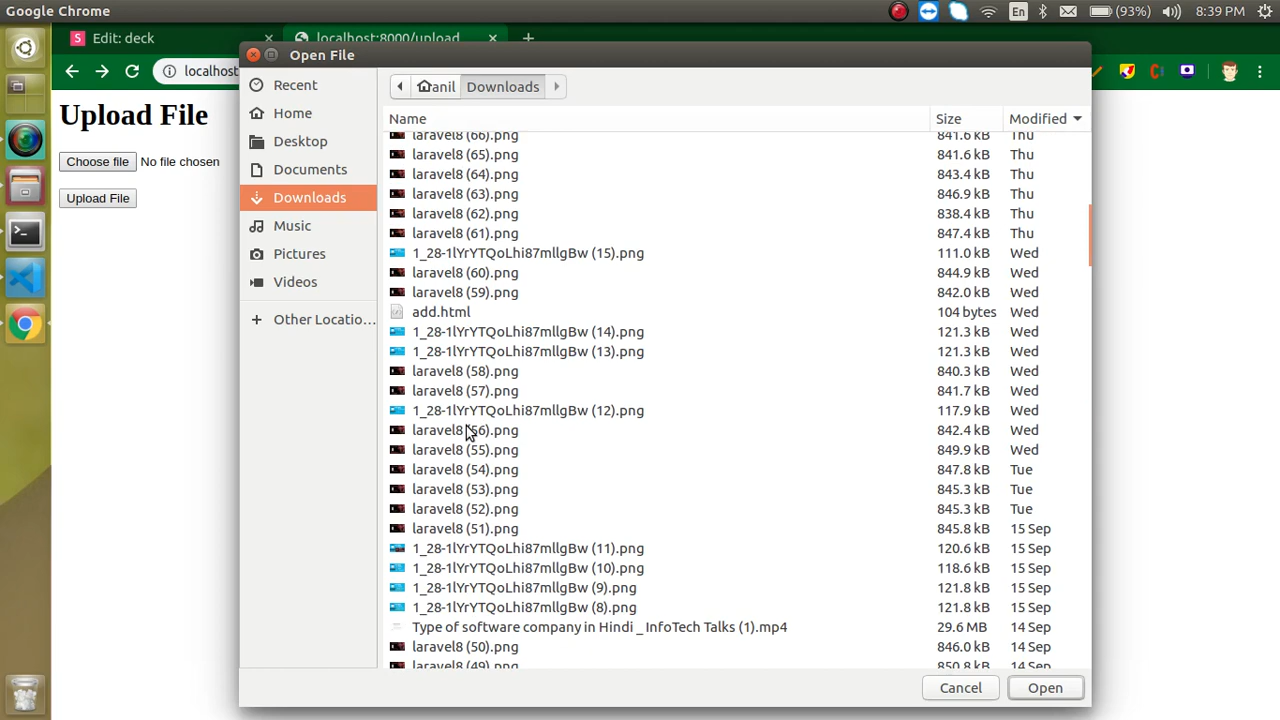 Google Chrome
En
(93%)
8:39 PM
S Edit: deck
localhost:8000/upload
localhost
Open File
Upload File
Choose file No file chosen
Upload File
Recent
Home
Desktop
Documents
Downloads
Music
Pictures
Videos
Other Locatio...
anil Downloads
Name Size Modified
laravel8 (66).png 841.6 kB Thu
laravel8 (65).png 841.6 kB Thu
laravel8 (64).png 843.4 kB Thu
laravel8 (63).png 846.9 kB Thu
laravel8 (62).png 838.4 kB Thu
laravel8 (61).png 847.4 kB Thu
1_28-1lYrYTQoLhi87mllgBw (15).png 111.0 kB Wed
laravel8 (60).png 844.9 kB Wed
laravel8 (59).png 842.0 kB Wed
add.html 104 bytes Wed
1_28-1lYrYTQoLhi87mllgBw (14).png 121.3 kB Wed
1_28-1lYrYTQoLhi87mllgBw (13).png 121.3 kB Wed
laravel8 (58).png 840.3 kB Wed
laravel8 (57).png 841.7 kB Wed
1_28-1lYrYTQoLhi87mllgBw (12).png 117.9 kB Wed
laravel8 (56).png 842.4 kB Wed
laravel8 (55).png 849.9 kB Wed
laravel8 (54).png 847.8 kB Tue
laravel8 (53).png 845.3 kB Tue
laravel8 (52).png 845.3 kB Tue
laravel8 (51).png 845.8 kB 15 Sep
1_28-1lYrYTQoLhi87mllgBw (11).png 120.6 kB 15 Sep
1_28-1lYrYTQoLhi87mllgBw (10).png 118.6 kB 15 Sep
1_28-1lYrYTQoLhi87mllgBw (9).png 121.8 kB 15 Sep
1_28-1lYrYTQoLhi87mllgBw (8).png 121.8 kB 15 Sep
Type of software company in Hindi _ InfoTech Talks (1).mp4 29.6 MB 14 Sep
laravel8 (50).png 846.0 kB 14 Sep
laravel8 (49).png 850.8 kB 14 Sep
Cancel Open